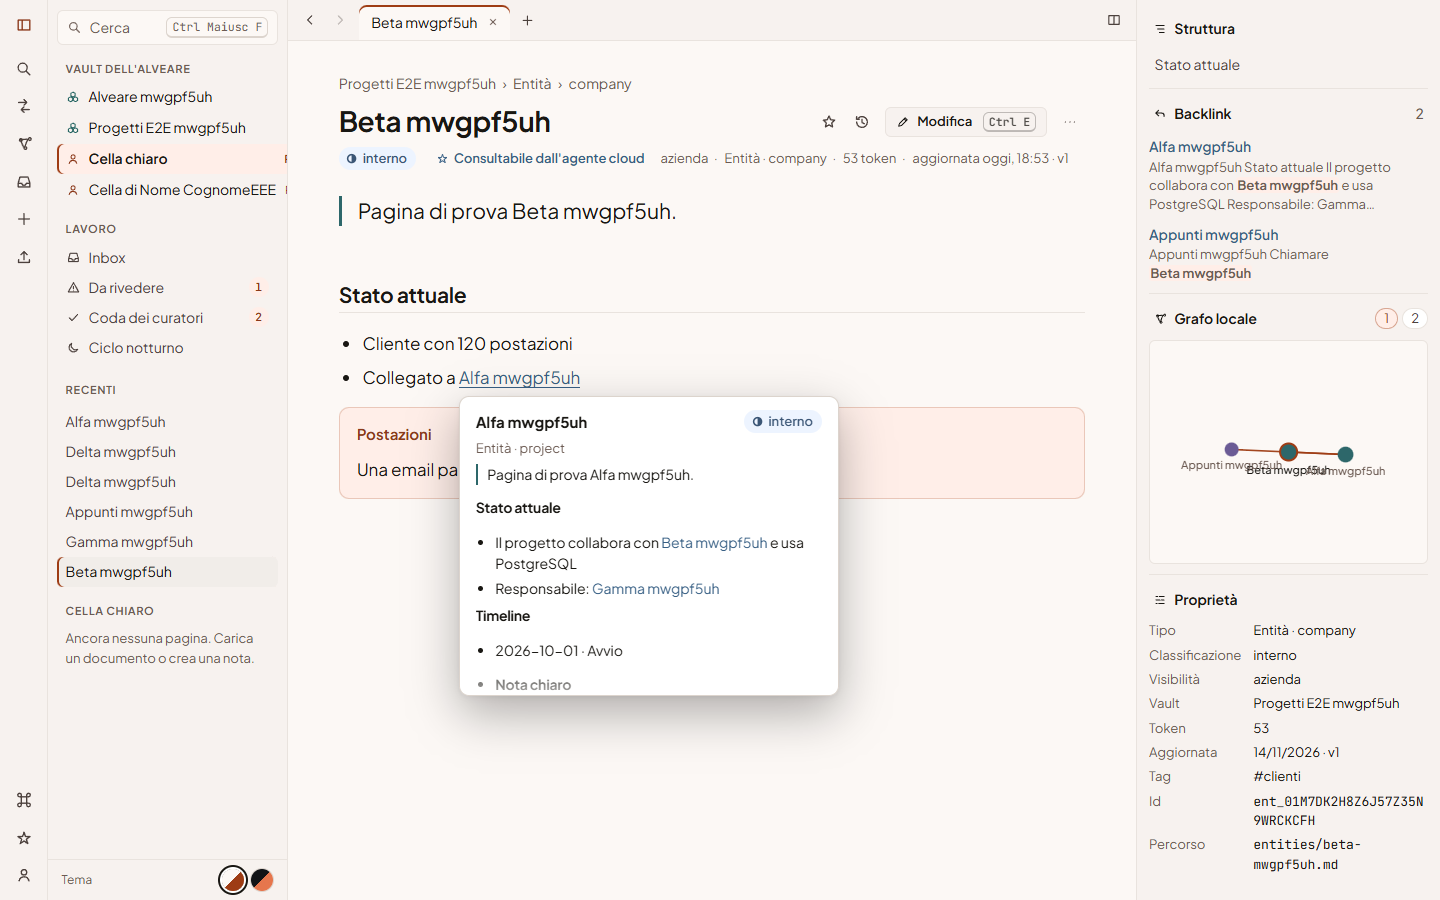 Cerca
Ctrl Maiusc F
VAULT DELL'ALVEARE
Alveare mwgpf5uh
Progetti E2E mwgpf5uh
Cella chiaro
Cella di Nome CognomeEEE
LAVORO
Inbox
Da rivedere 1
Coda dei curatori 2
Ciclo notturno
RECENTI
Alfa mwgpf5uh
Delta mwgpf5uh
Delta mwgpf5uh
Appunti mwgpf5uh
Gamma mwgpf5uh
Beta mwgpf5uh
CELLA CHIARO
Ancora nessuna pagina. Carica
un documento o crea una nota.
Tema
Beta mwgpf5uh ×
Progetti E2E mwgpf5uh › Entità › company
Beta mwgpf5uh
Modifica Ctrl E
interno Consultabile dall'agente cloud azienda · Entità · company · 53 token · aggiornata oggi, 18:53 · v1
Pagina di prova Beta mwgpf5uh.
Stato attuale
• Cliente con 120 postazioni
• Collegato a Alfa mwgpf5uh
Postazioni
Una email pa
Alfa mwgpf5uh interno
Entità · project
Pagina di prova Alfa mwgpf5uh.
Stato attuale
• Il progetto collabora con Beta mwgpf5uh e usa
PostgreSQL
• Responsabile: Gamma mwgpf5uh
Timeline
• 2026-10-01 · Avvio
• Nota chiaro
Struttura
Stato attuale
Backlink 2
Alfa mwgpf5uh
Alfa mwgpf5uh Stato attuale Il progetto
collabora con Beta mwgpf5uh e usa
PostgreSQL Responsabile: Gamma…
Appunti mwgpf5uh
Appunti mwgpf5uh Chiamare
Beta mwgpf5uh
Grafo locale 1 2
Appunti mwgpf5uh
Beta mwgpf5uh
mwgpf5uh
Proprietà
Tipo Entità · company
Classificazione interno
Visibilità azienda
Vault Progetti E2E mwgpf5uh
Token 53
Aggiornata 14/11/2026 · v1
Tag #clienti
Id ent_01M7DK2H8Z6J57Z35N
9WRCKCFH
Percorso entities/beta-
mwgpf5uh.md